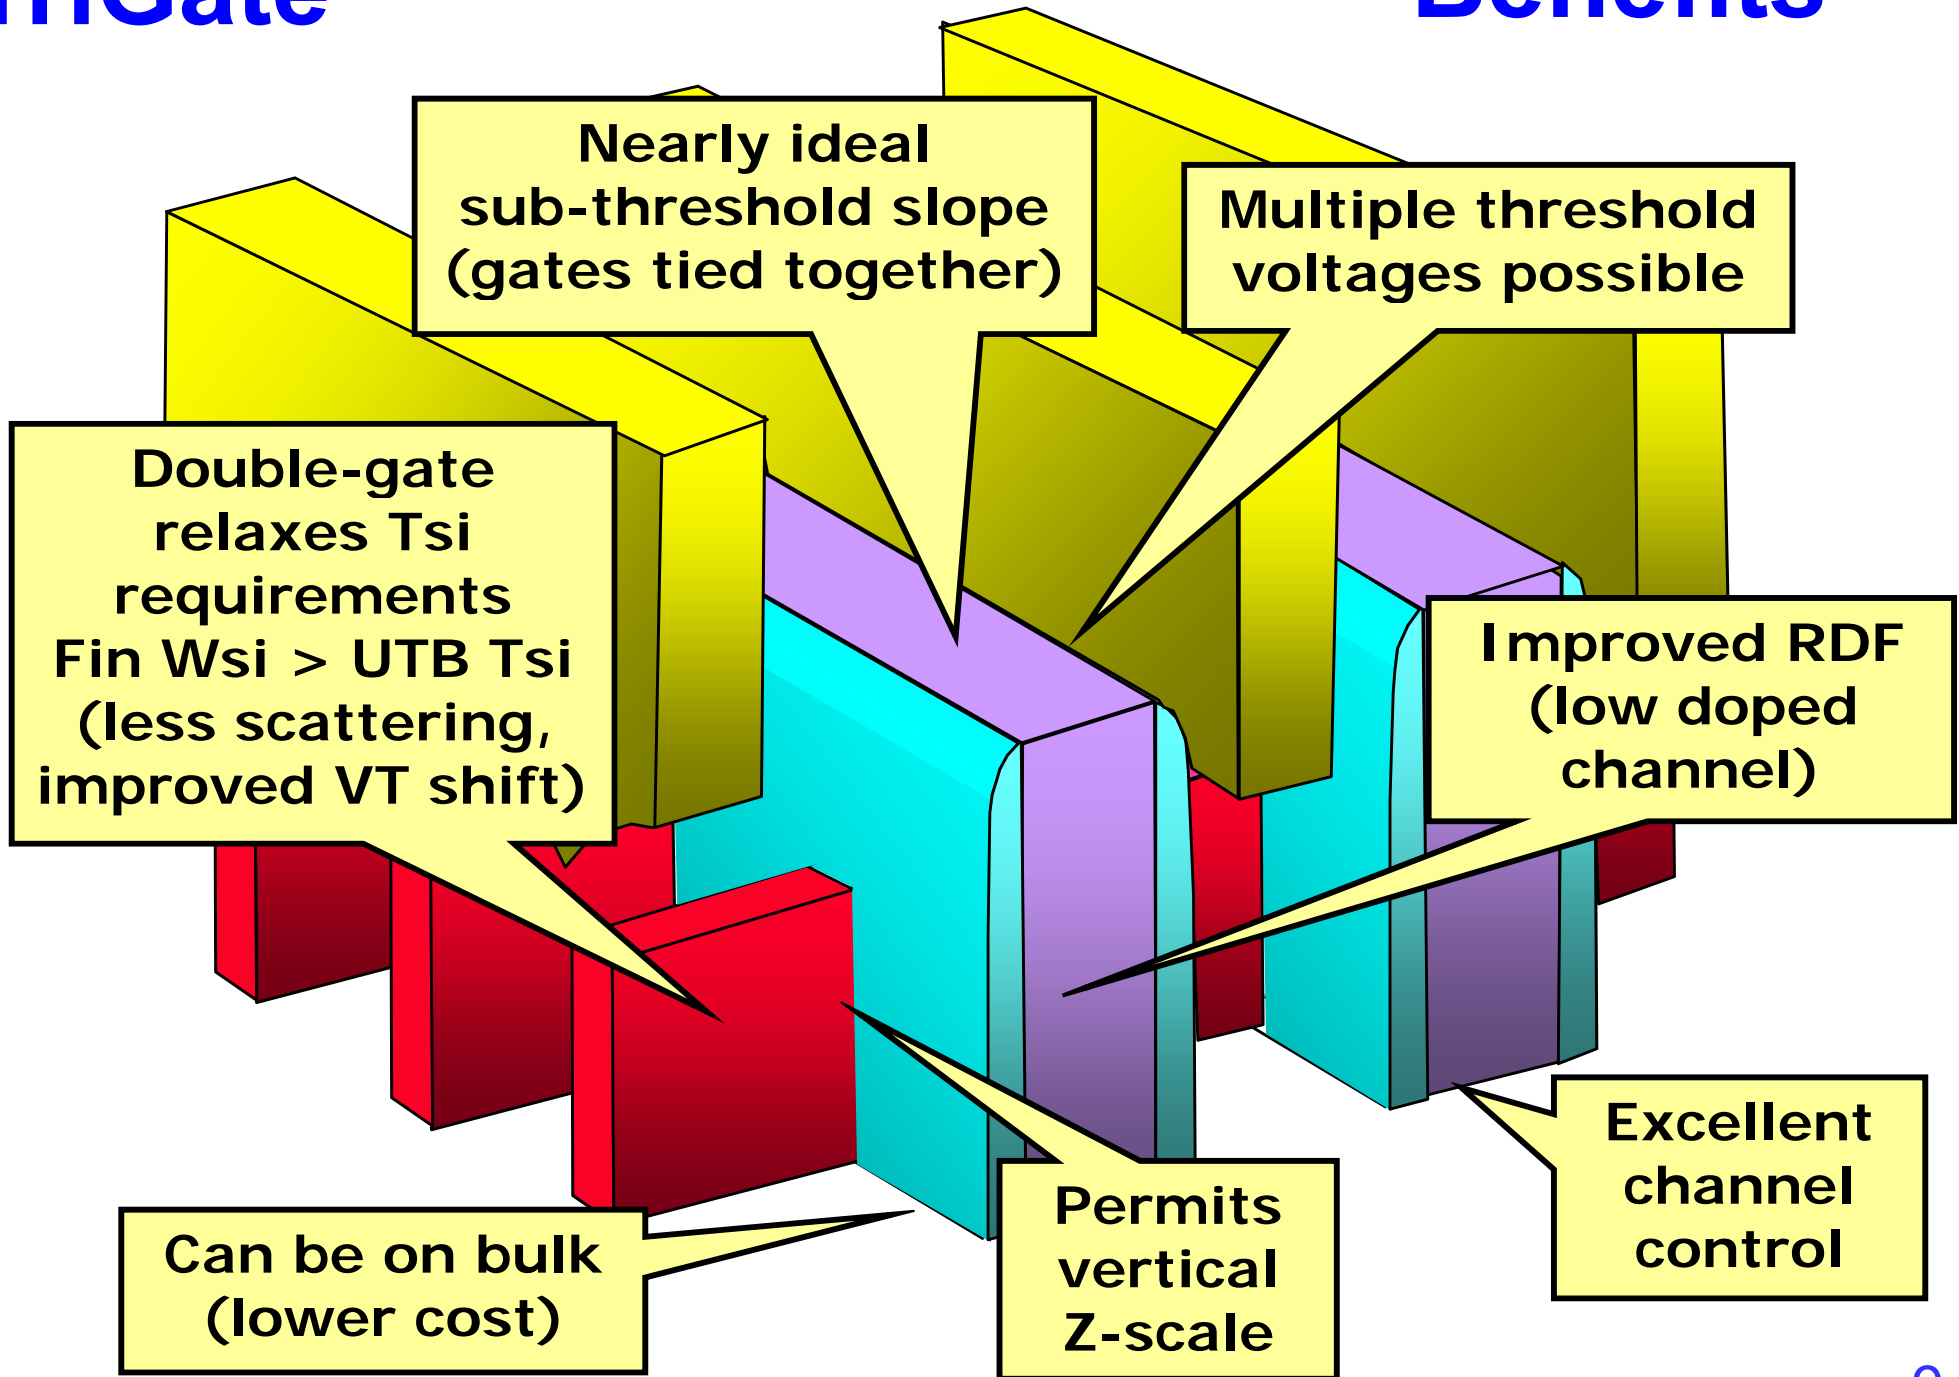 TriGate
Benefits
Nearly ideal
sub-threshold slope
(gates tied together)
Multiple threshold
voltages possible
Double-gate
relaxes Tsi
requirements
Fin Wsi > UTB Tsi
(less scattering,
improved VT shift)
Improved RDF
(low doped
channel)
Excellent
channel
control
Permits
vertical
Z-scale
Can be on bulk
(lower cost)